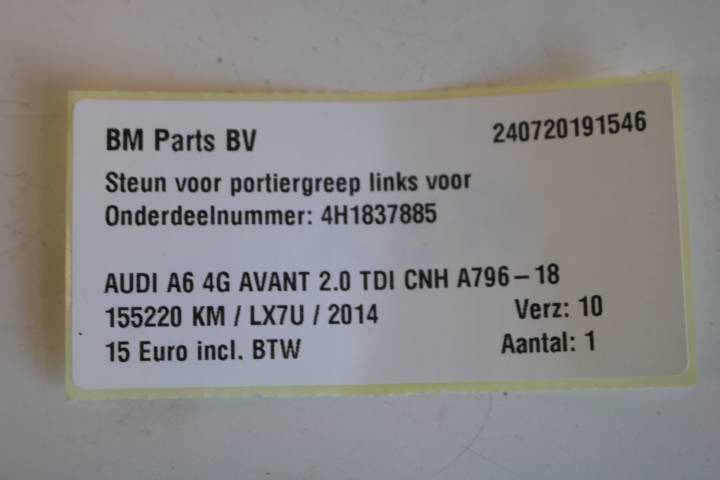 BM Parts BV 240720191546
Steun voor portiergreep links voor
Onderdeelnummer: 4H1837885
AUDI A6 4G AVANT 2.0 TDI CNH A796-18
155220 KM / LX7U / 2014 Verz: 10
15 Euro incl. BTW Aantal: 1